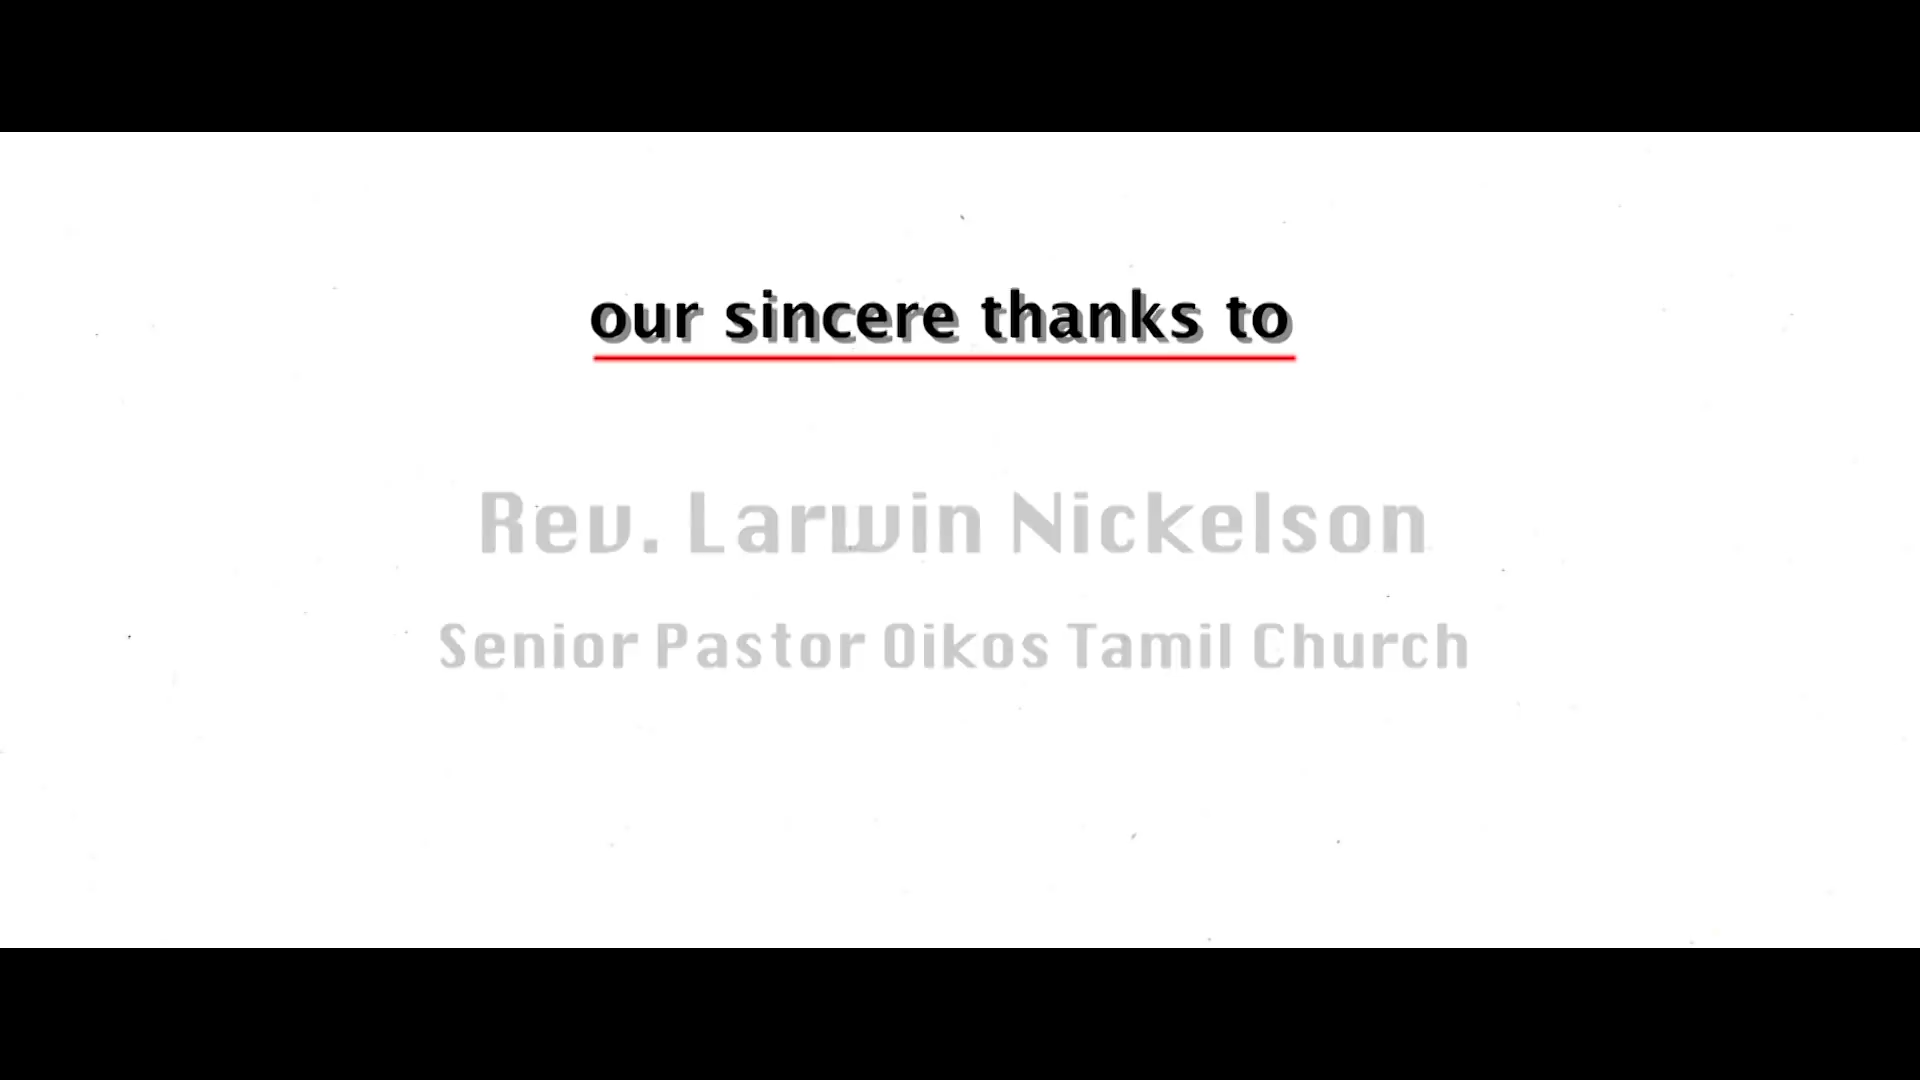 our sincere thanks to
Rev. Larwin Nickelson
Senior Pastor Oikos Tamil Church